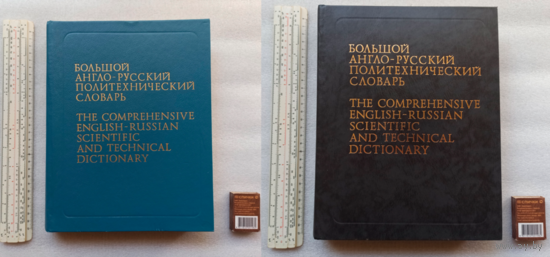 БОЛЬШОЙ
АНГЛО-РУССКИЙ
ПОЛИТЕХНИЧЕСКИЙ
СЛОВАРЬ
THE COMPREHENSIVE
ENGLISH-RUSSIAN
SCIENTIFIC
AND TECHNICAL
DICTIONARY
БОЛЬШОЙ
АНГЛО-РУССКИЙ
ПОЛИТЕХНИЧЕСКИЙ
СЛОВАРЬ
THE COMPREHENSIVE
ENGLISH-RUSSIAN
SCIENTIFIC
AND TECHNICAL
DICTIONARY